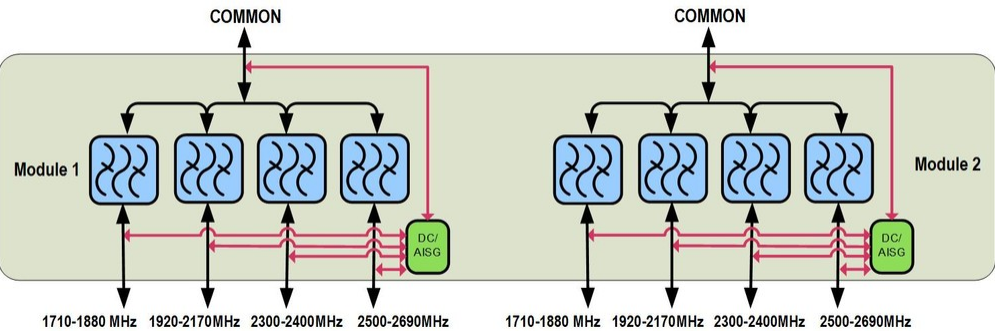 COMMON COMMON
Module 1
Module 2
DC/
AISG
DC/
AISG
1710-1880 MHz 1920-2170MHz 2300-2400MHz 2500-2690MHz 1710-1880 MHz 1920-2170MHz 2300-2400MHz 2500-2690MHz